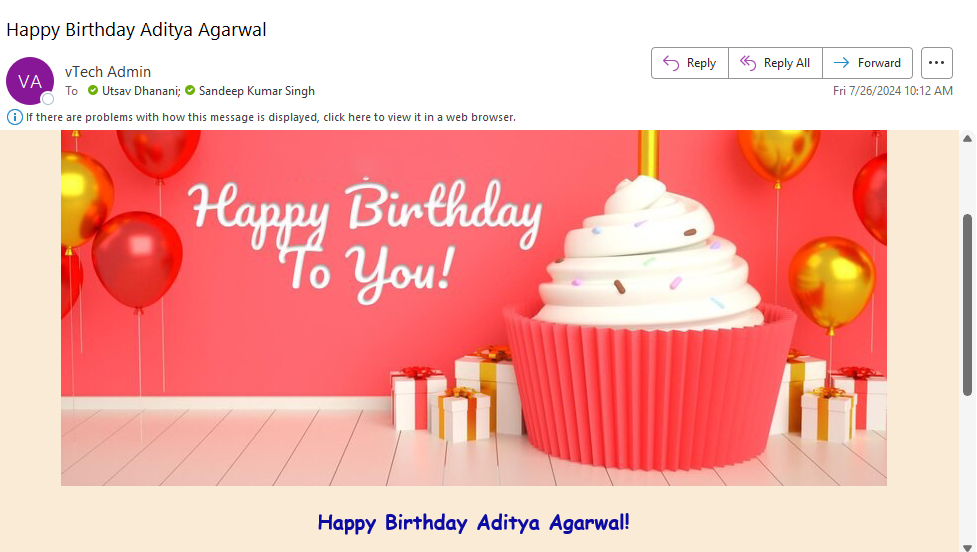 Happy Birthday Aditya Agarwal
VA
vTech Admin
To Utsav Dhanani; Sandeep Kumar Singh
Reply
Reply All
Forward
Fri 7/26/2024 10:12 AM
If there are problems with how this message is displayed, click here to view it in a web browser.
Happy Birthday
To You!
Happy Birthday Aditya Agarwal!